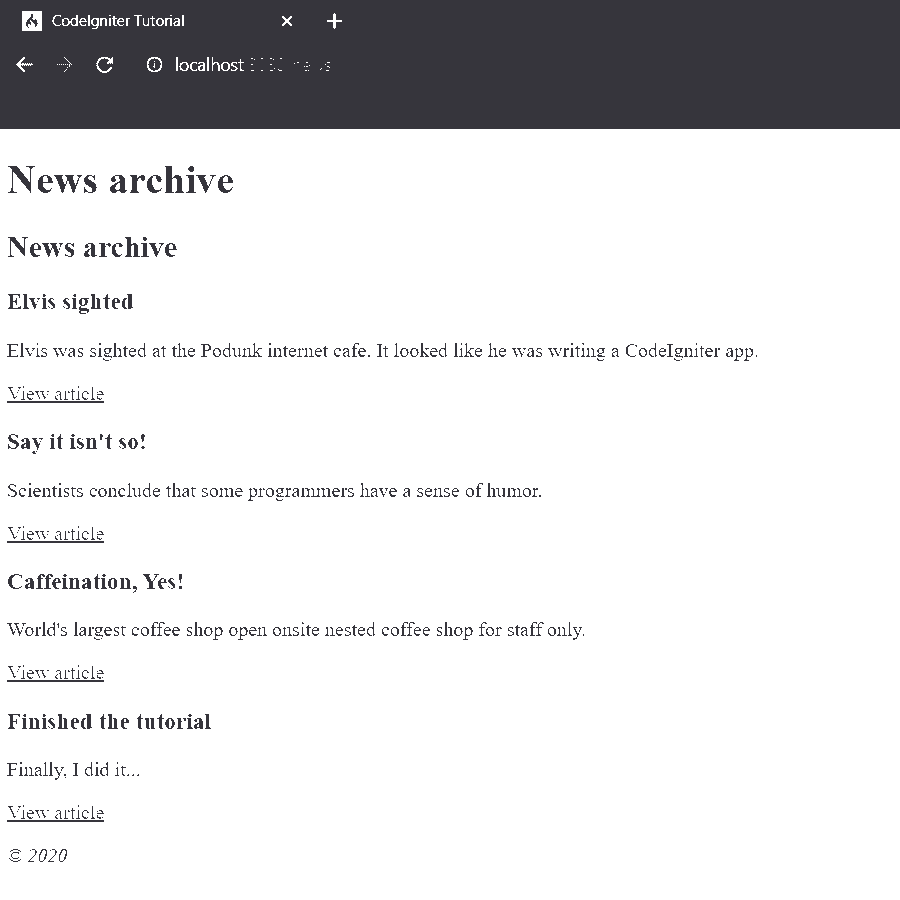 CodeIgniter Tutorial
localhost
News archive
News archive
Elvis sighted
Elvis was sighted at the Podunk internet cafe. It looked like he was writing a CodeIgniter app.
View article
Say it isn't so!
Scientists conclude that some programmers have a sense of humor.
View article
Caffeination, Yes!
World's largest coffee shop open onsite nested coffee shop for staff only.
View article
Finished the tutorial
Finally, I did it...
View article
© 2020